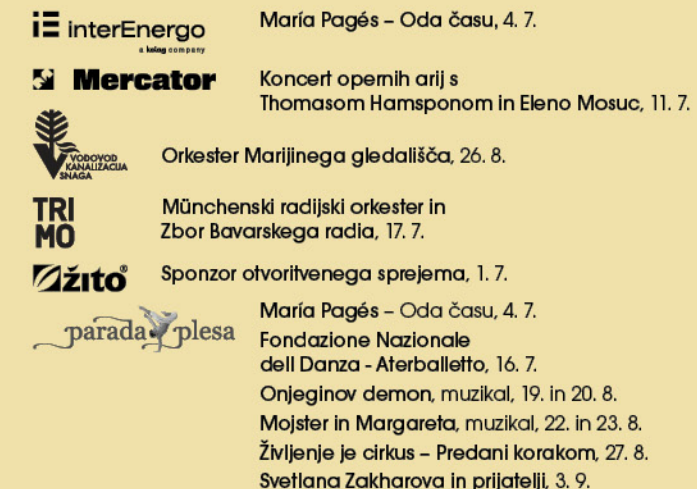 iE interEnergo
a kolng company
María Pagés – Oda času, 4. 7.
Mercator
Koncert opernih arij s
Thomasom Hamsponom in Eleno Mosuc, 11. 7.
VODOVOD
KANALIZACIJA
SNAGA
Orkester Marijinega gledališča, 26. 8.
TRI
MO
Münchenski radijski orkester in
Zbor Bavarskega radia, 17. 7.
žito®
Sponzor otvoritvenega sprejema, 1. 7.
parada plesa
María Pagés – Oda času, 4. 7.
Fondazione Nazionale
dell Danza - Aterballetto, 16. 7.
Onjeginov demon, muzikal, 19. in 20. 8.
Mojster in Margareta, muzikal, 22. in 23. 8.
Življenje je cirkus – Predani korakom, 27. 8.
Svetlana Zakharova in prijatelji, 3. 9.